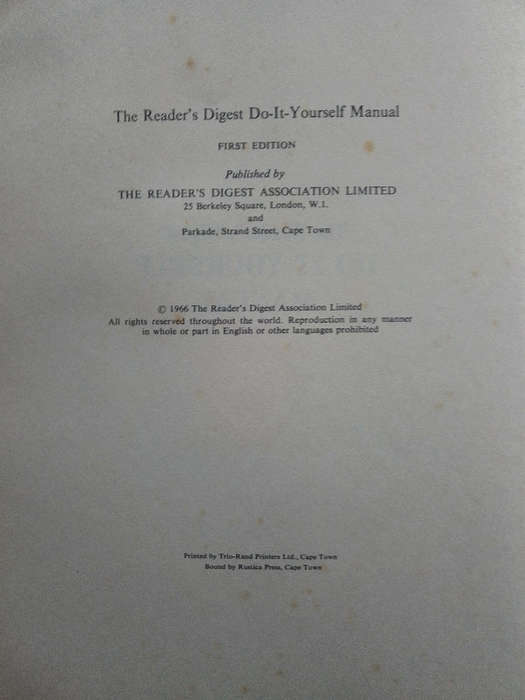 The Reader's Digest Do-It-Yourself Manual
FIRST EDITION
Published by
THE READER'S DIGEST ASSOCIATION LIMITED
25 Berkeley Square, London, W.1.
and
Parkade, Strand Street, Cape Town
© 1966 The Reader's Digest Association Limited
All rights reserved throughout the world. Reproduction in any manner
in whole or part in English or other languages prohibited
Printed by Trio-Rand Printers Ltd., Cape Town
Bound by Rustica Press, Cape Town